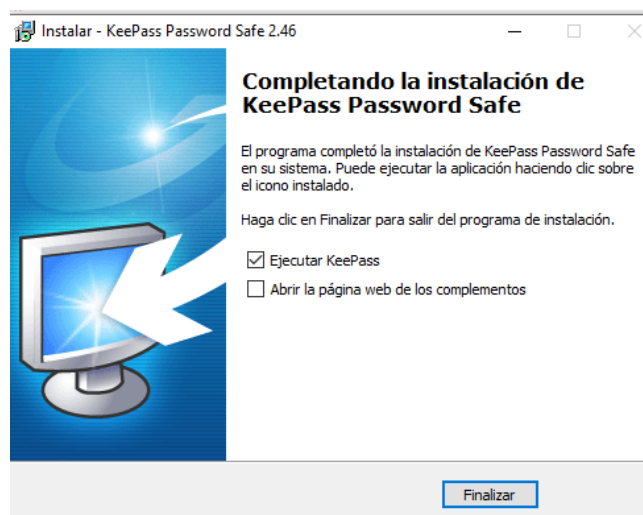 Instalar - KeePass Password Safe 2.46
Completando la instalación de
KeePass Password Safe
El programa completó la instalación de KeePass Password Safe
en su sistema. Puede ejecutar la aplicación haciendo clic sobre
el icono instalado.
Haga clic en Finalizar para salir del programa de instalación.
Ejecutar KeePass
Abrir la página web de los complementos
Finalizar